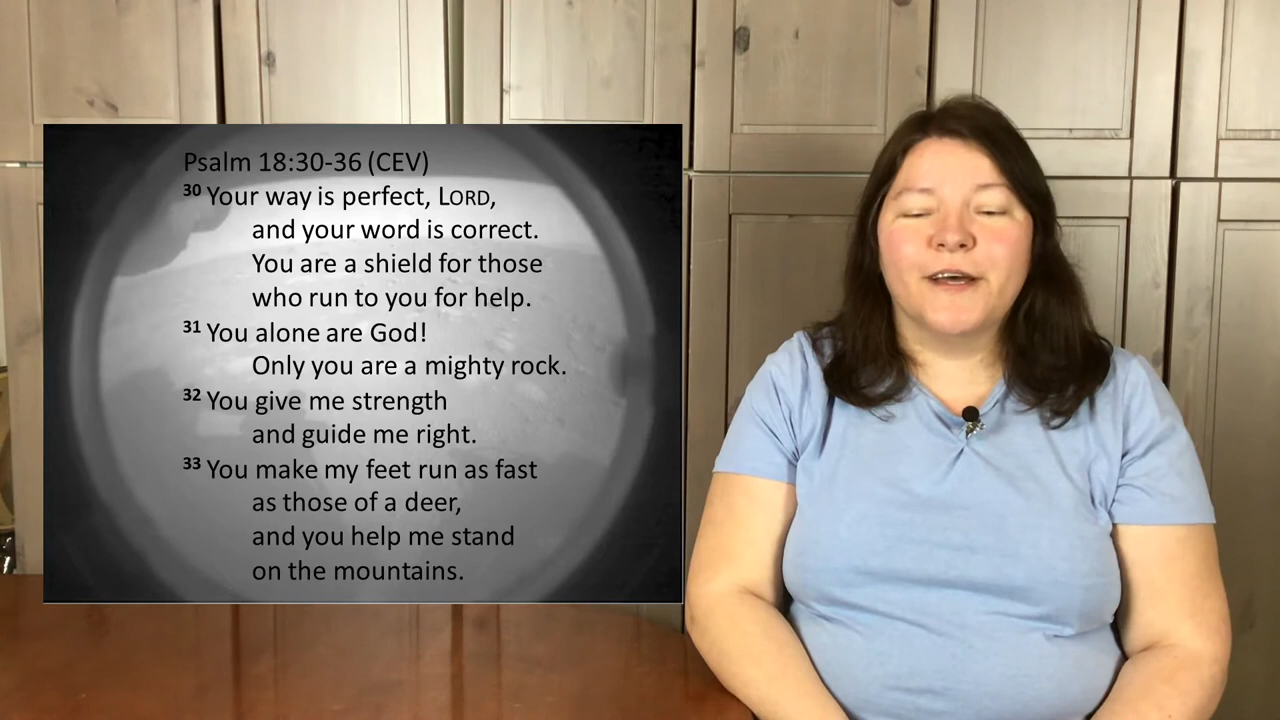 Psalm 18:30-36 (CEV)
30 Your way is perfect, LORD,
and your word is correct.
You are a shield for those
who run to you for help.
31 You alone are God!
Only you are a mighty rock.
32 You give me strength
and guide me right.
33 You make my feet run as fast
as those of a deer,
and you help me stand
on the mountains.